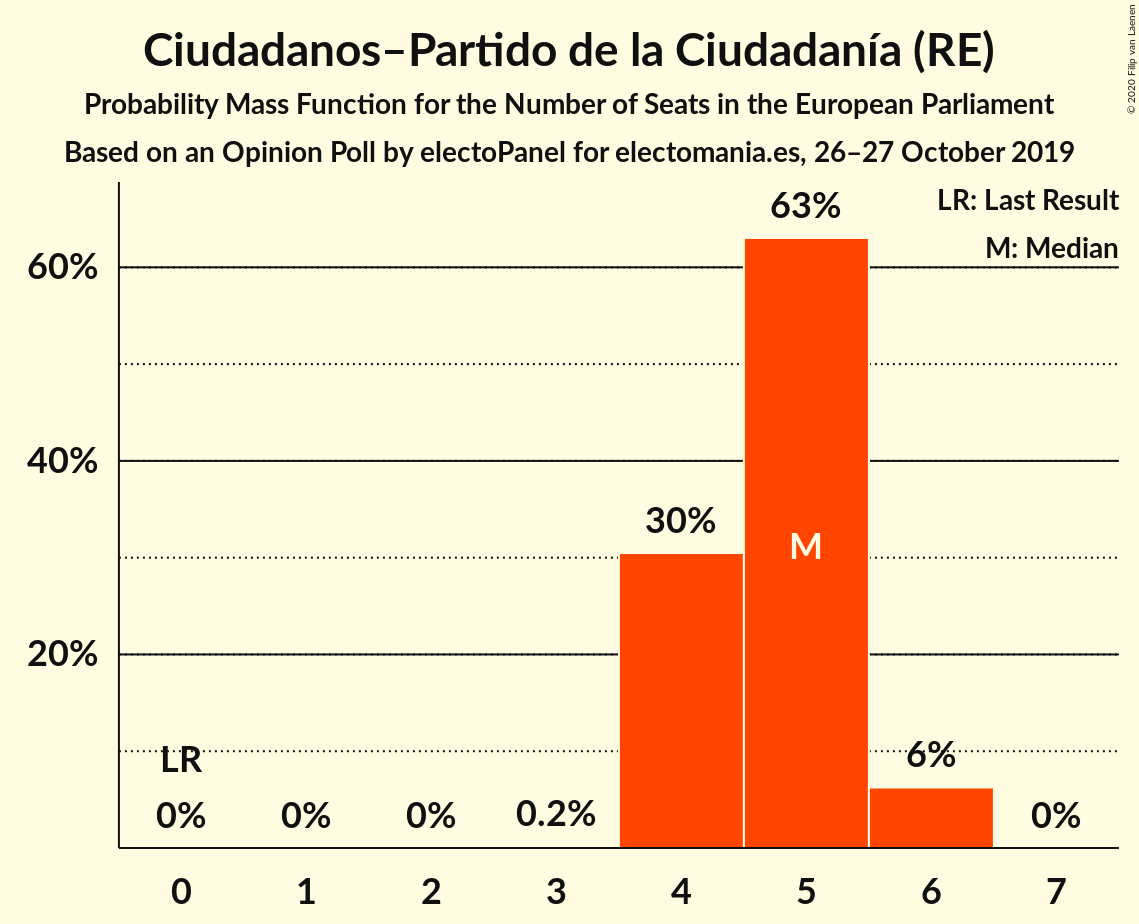 Ciudadanos–Partido de la Ciudadanía (RE)
Probability Mass Function for the Number of Seats in the European Parliament
Based on an Opinion Poll by electoPanel for electomania.es, 26–27 October 2019
© 2020 Filip van Laenen
LR: Last Result
M: Median
63%
60%
40%
30%
M
20%
LR
6%
0% 0% 0% 0.2% 0%
0 1 2 3 4 5 6 7